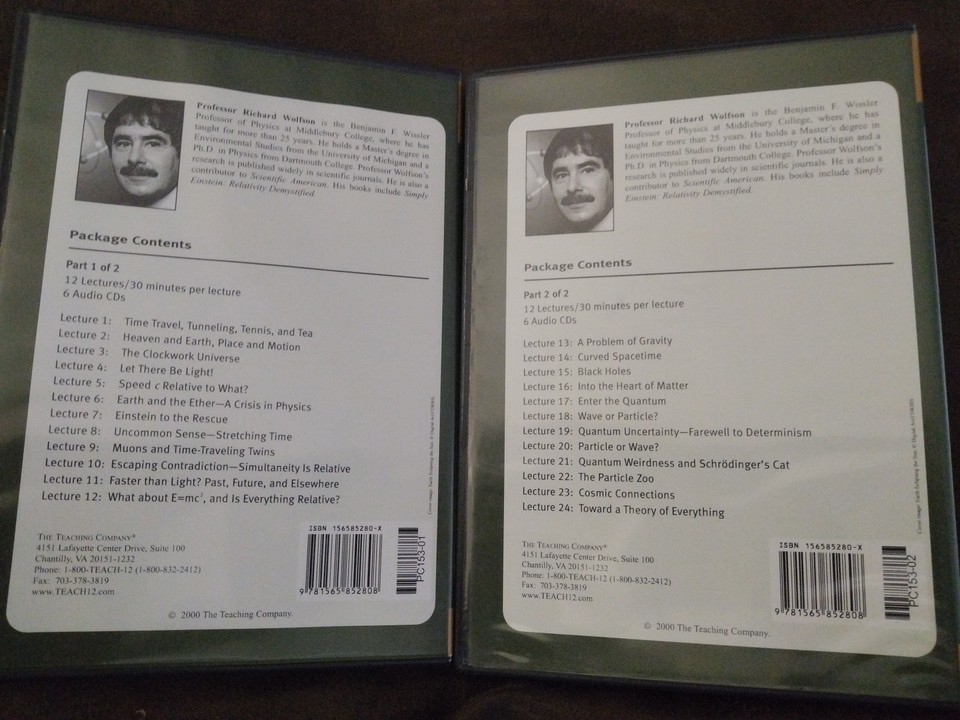 Professor Richard Wolfson is the Benjamin F. Wissler
Professor of Physics at Middlebury College, where he has
taught for more than 25 years. He holds a Master's degree in
Environmental Studies from the University of Michigan and a
Ph.D. in Physics from Dartmouth College. Professor Wolfson's
research is published widely in scientific journals. He is also a
contributor to Scientific American. His books include Simply
Einstein: Relativity Demystified.
Package Contents
Part 1 of 2
12 Lectures/30 minutes per lecture
6 Audio CDs
Lecture 1: Time Travel, Tunneling, Tennis, and Tea
Lecture 2: Heaven and Earth, Place and Motion
Lecture 3: The Clockwork Universe
Lecture 4: Let There Be Light!
Lecture 5: Speed c Relative to What?
Lecture 6: Earth and the Ether—A Crisis in Physics
Lecture 7: Einstein to the Rescue
Lecture 8: Uncommon Sense—Stretching Time
Lecture 9: Muons and Time-Traveling Twins
Lecture 10: Escaping Contradiction—Simultaneity Is Relative
Lecture 11: Faster than Light? Past, Future, and Elsewhere
Lecture 12: What about E=mc², and Is Everything Relative?
THE TEACHING COMPANY®
4151 Lafayette Center Drive, Suite 100
Chantilly, VA 20151-1232
Phone: 1-800-TEACH-12 (1-800-832-2412)
Fax: 703-378-3819
www.TEACH12.com
ISBN 156585280-X
9 781565 852808
PC153-01
© 2000 The Teaching Company.
Professor Richard Wolfson is the Benjamin F. Wissler
Professor of Physics at Middlebury College, where he has
taught for more than 25 years. He holds a Master's degree in
Environmental Studies from the University of Michigan and a
Ph.D. in Physics from Dartmouth College. Professor Wolfson's
research is published widely in scientific journals. He is also a
contributor to Scientific American. His books include Simply
Einstein: Relativity Demystified.
Package Contents
Part 2 of 2
12 Lectures/30 minutes per lecture
6 Audio CDs
Lecture 13: A Problem of Gravity
Lecture 14: Curved Spacetime
Lecture 15: Black Holes
Lecture 16: Into the Heart of Matter
Lecture 17: Enter the Quantum
Lecture 18: Wave or Particle?
Lecture 19: Quantum Uncertainty—Farewell to Determinism
Lecture 20: Particle or Wave?
Lecture 21: Quantum Weirdness and Schrödinger's Cat
Lecture 22: The Particle Zoo
Lecture 23: Cosmic Connections
Lecture 24: Toward a Theory of Everything
THE TEACHING COMPANY®
4151 Lafayette Center Drive, Suite 100
Chantilly, VA 20151-1232
Phone: 1-800-TEACH-12 (1-800-832-2412)
Fax: 703-378-3819
www.TEACH12.com
ISBN 156585280-X
9 781565 852808
PC153-02
© 2000 The Teaching Company.